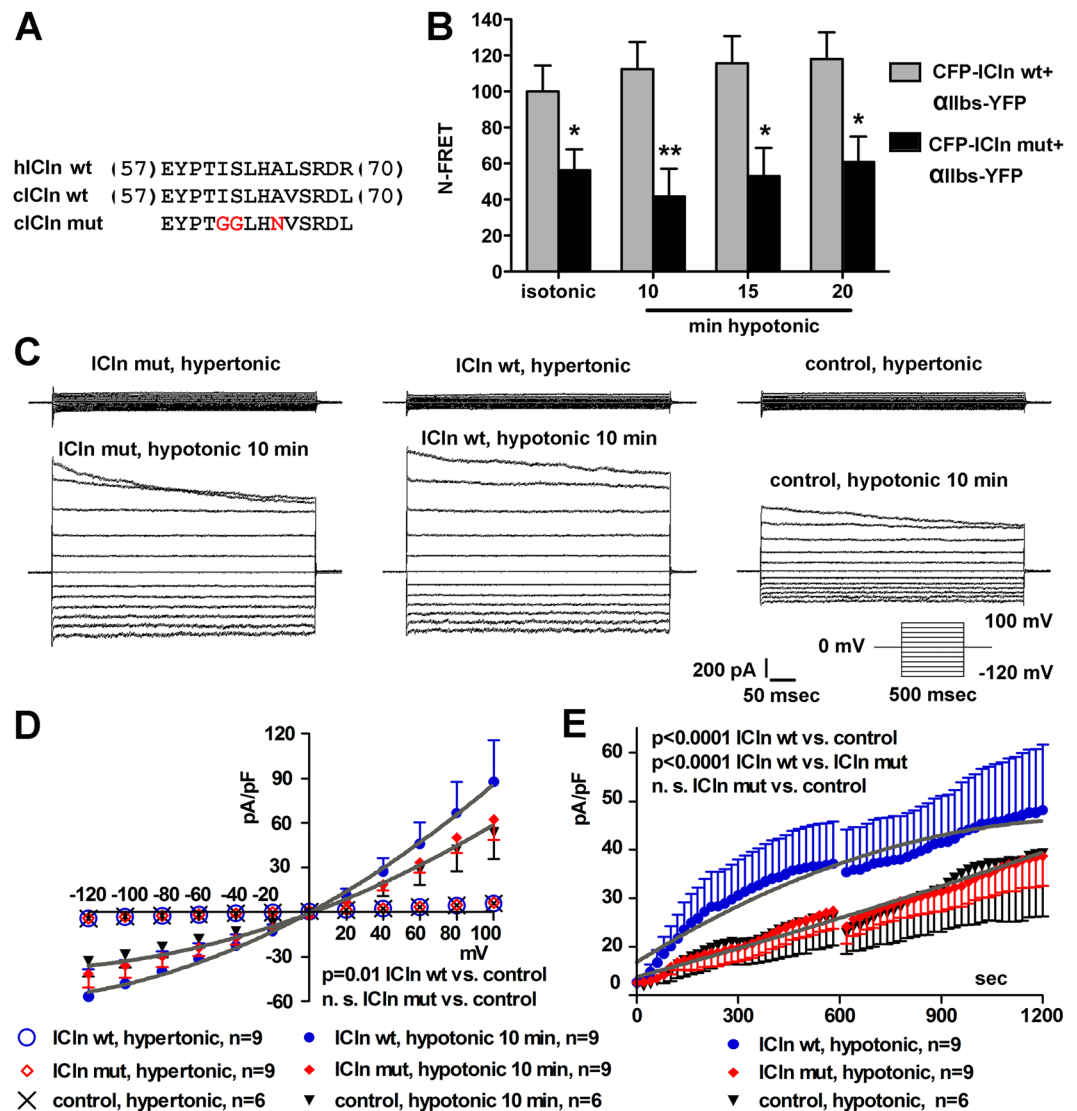 A
hICln wt (57)EYPTISLHALSRDR(70)
cICln wt (57)EYPTISLHAVSRDL(70)
cICln mut EYPTGGLHNVSRDL
B
N-FRET
140
120
100
80
60
40
20
0
* ** * *
isotonic 10 15 20
min hypotonic
CFP-ICln wt+
αIIbs-YFP
CFP-ICln mut+
αIIbs-YFP
C
ICln mut, hypertonic
ICln wt, hypertonic
control, hypertonic
ICln mut, hypotonic 10 min
ICln wt, hypotonic 10 min
control, hypotonic 10 min
100 mV
0 mV
-120 mV
500 msec
200 pA
50 msec
D
pA/pF
120
90
60
30
-30
-60
-120 -100 -80 -60 -40 -20
20 40 60 80 100
mV
p=0.01 ICln wt vs. control
n. s. ICln mut vs. control
ICln wt, hypertonic, n=9
ICln mut, hypertonic, n=9
control, hypertonic, n=6
ICln wt, hypotonic 10 min, n=9
ICln mut, hypotonic 10 min, n=9
control, hypotonic 10 min, n=6
E
p<0.0001 ICln wt vs. control
p<0.0001 ICln wt vs. ICln mut
n. s. ICln mut vs. control
pA/pF
60
50
40
30
20
10
0
0 300 600 900 1200
sec
ICln wt, hypotonic, n=9
ICln mut, hypotonic, n=9
control, hypotonic, n=6